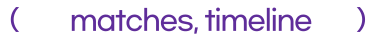 ( matches, timeline )